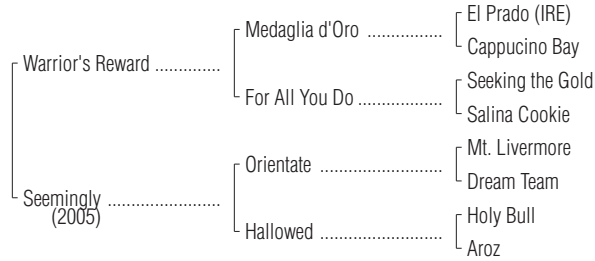 El Prado (IRE)
Medaglia d'Oro ................
Cappucino Bay
Warrior's Reward ..............
Seeking the Gold
For All You Do ..................
Salina Cookie
Mt. Livermore
Orientate ..........................
Dream Team
Seemingly ........................
(2005)
Holy Bull
Hallowed ..........................
Aroz